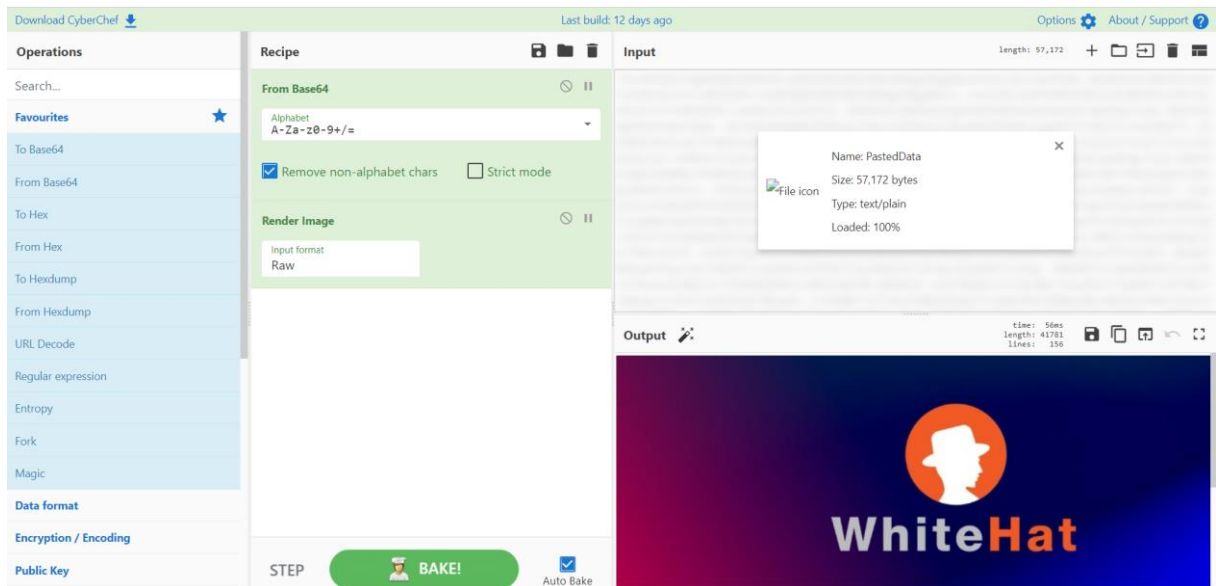 Download CyberChef
Last build: 12 days ago
Options
About / Support
Operations
Search...
Favourites
To Base64
From Base64
To Hex
From Hex
To Hexdump
From Hexdump
URL Decode
Regular expression
Entropy
Fork
Magic
Data format
Encryption / Encoding
Public Key
Recipe
From Base64
Alphabet
A-Za-z0-9+/=
Remove non-alphabet chars
Strict mode
Render Image
Input format
Raw
STEP
BAKE!
Auto Bake
Input
length: 57,172
Name: PastedData
Size: 57,172 bytes
Type: text/plain
Loaded: 100%
File icon
Output
time: 56ms
length: 41781
lines: 156
WhiteHat